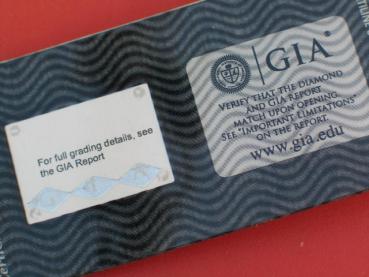 GIA®
VERIFY THAT THE DIAMOND
AND GIA REPORT
MATCH UPON OPENING.
SEE "IMPORTANT LIMITATIONS"
ON THE REPORT.
www.gia.edu
For full grading details, see
the GIA Report